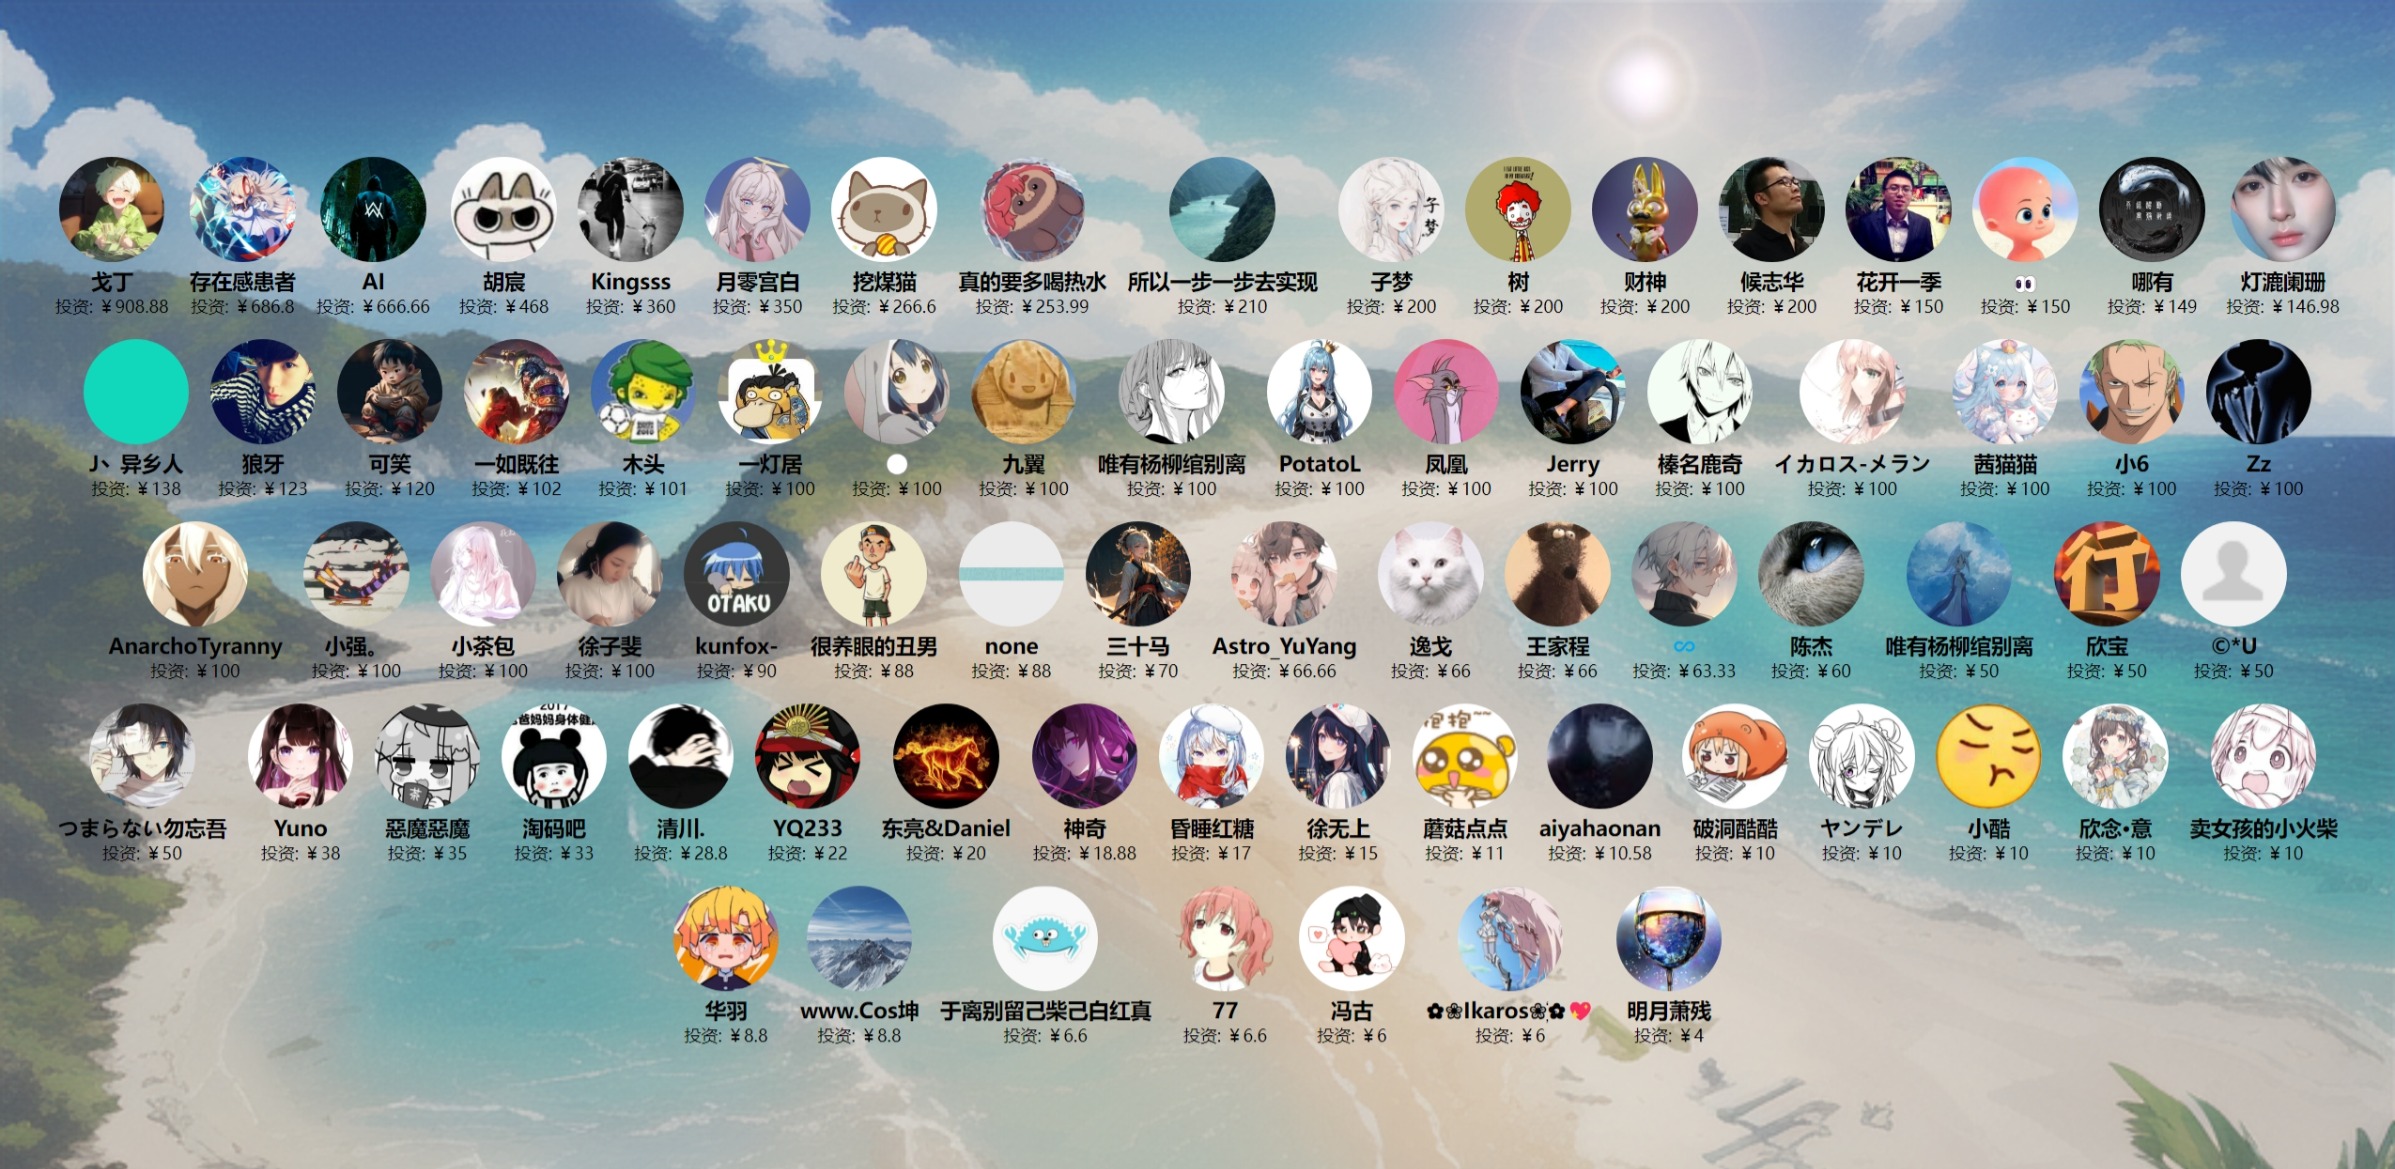 戈丁 存在感患者 AI 胡宸 Kingsss 月零宫白 挖煤猫 真的要多喝热水 所以一步一步去实现 子梦 树 财神 候志华 花开一季 👀 哪有 灯漉阑珊
投资: ¥908.88 投资: ¥686.8 投资: ¥666.66 投资: ¥468 投资: ¥360 投资: ¥350 投资: ¥266.6 投资: ¥253.99 投资: ¥210 投资: ¥200 投资: ¥200 投资: ¥200 投资: ¥200 投资: ¥150 投资: ¥150 投资: ¥149 投资: ¥146.98
J丶异乡人 狼牙 可笑 一如既往 木头 一灯居 九翼 唯有杨柳绾别离 PotatoL 凤凰 Jerry 榛名鹿奇 イカロス-メラン 茜猫猫 小6 Zz
投资: ¥138 投资: ¥123 投资: ¥120 投资: ¥102 投资: ¥101 投资: ¥100 投资: ¥100 投资: ¥100 投资: ¥100 投资: ¥100 投资: ¥100 投资: ¥100 投资: ¥100 投资: ¥100 投资: ¥100 投资: ¥100 投资: ¥100
OTAKU
行
AnarchoTyranny 小强。 小茶包 徐子斐 kunfox- 很养眼的丑男 none 三十马 Astro_YuYang 逸戈 王家程 ∞ 陈杰 唯有杨柳绾别离 欣宝 ©*U
投资: ¥100 投资: ¥100 投资: ¥100 投资: ¥100 投资: ¥90 投资: ¥88 投资: ¥88 投资: ¥70 投资: ¥66.66 投资: ¥66 投资: ¥66 投资: ¥63.33 投资: ¥60 投资: ¥50 投资: ¥50 投资: ¥50
つまらない勿忘吾 Yuno 惡魔惡魔 淘码吧 清川. YQ233 东亮&Daniel 神奇 昏睡红糖 徐无上 蘑菇点点 aiyahaonan 破洞酷酷 ヤンデレ 小酷 欣念•意 卖女孩的小火柴
投资: ¥50 投资: ¥38 投资: ¥35 投资: ¥33 投资: ¥28.8 投资: ¥22 投资: ¥20 投资: ¥18.88 投资: ¥17 投资: ¥15 投资: ¥11 投资: ¥10.58 投资: ¥10 投资: ¥10 投资: ¥10 投资: ¥10 投资: ¥10
华羽 www.Cos坤 于离别留己柴己白红真 77 冯古 ✿❀Ikaros❀✿💖 明月萧残
投资: ¥8.8 投资: ¥8.8 投资: ¥6.6 投资: ¥6.6 投资: ¥6 投资: ¥6 投资: ¥4